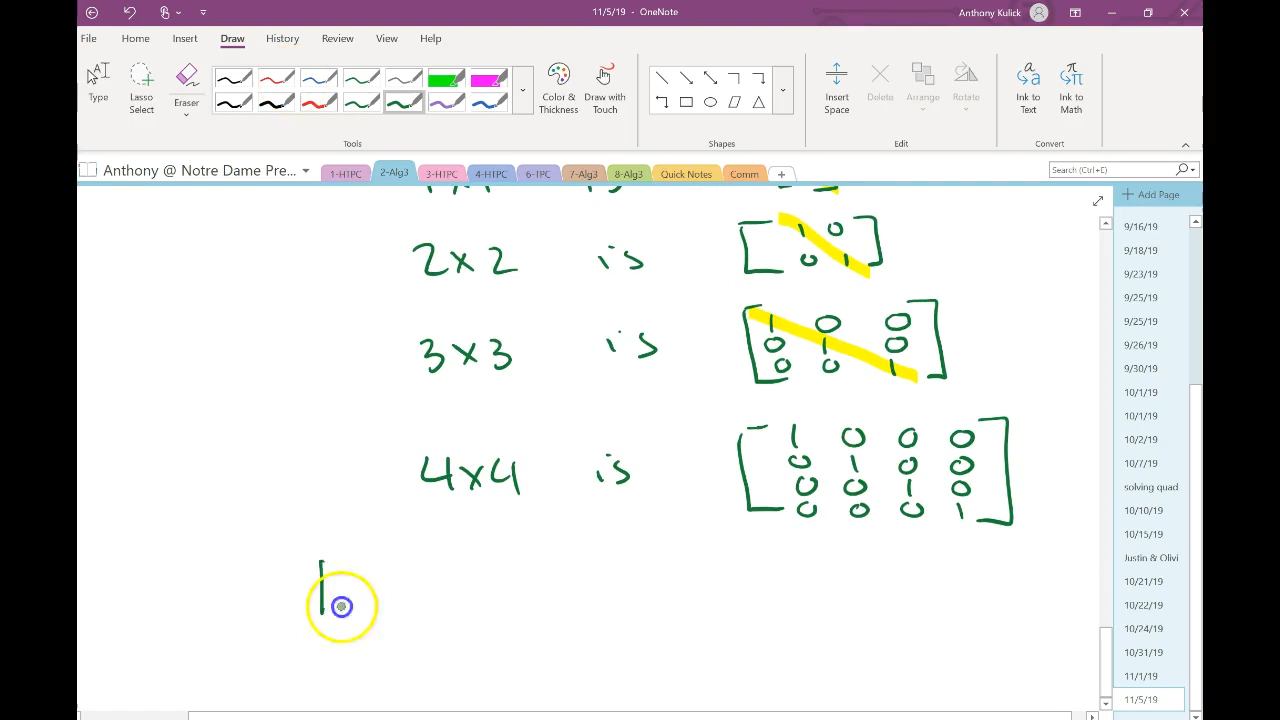 11/5/19 - OneNote
Anthony Kulick
File Home Insert Draw History Review View Help
Type
Lasso Select
Eraser
Color & Thickness
Draw with Touch
Insert Space
Delete
Arrange
Rotate
Ink to Text
Ink to Math
Tools
Shapes
Edit
Convert
Anthony @ Notre Dame Pre...
1-HTPC 2-Alg3 3-HTPC 4-HTPC 6-TPC 7-Alg3 8-Alg3 Quick Notes Comm
Search (Ctrl+E)
Add Page
9/16/19
9/18/19
9/23/19
9/25/19
9/25/19
9/26/19
9/30/19
10/1/19
10/1/19
10/2/19
10/7/19
solving quad
10/10/19
10/15/19
Justin & Olivi
10/21/19
10/22/19
10/24/19
10/31/19
11/1/19
11/5/19
2x2 is
1 0
0 1
3x3 is
1 0 0
0 1 0
0 0 1
4x4 is
1 0 0 0
0 1 0 0
0 0 1 0
0 0 0 1